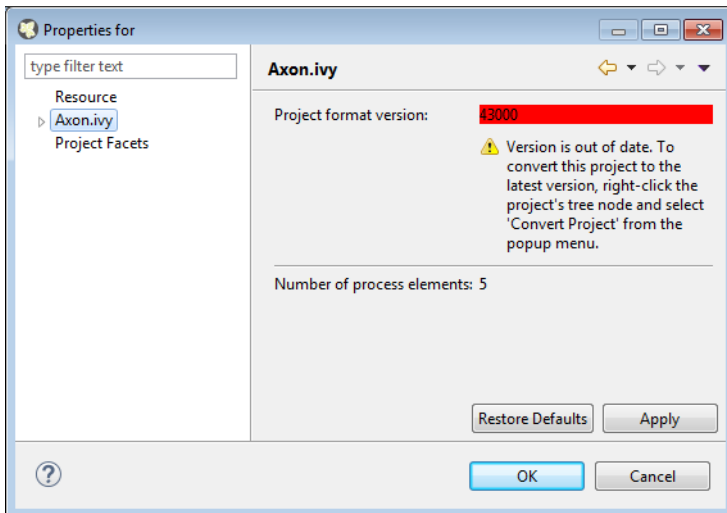 Properties for
type filter text
Resource
Axon.ivy
Project Facets
Axon.ivy
Project format version:
43000
Version is out of date. To
convert this project to the
latest version, right-click the
project's tree node and select
'Convert Project' from the
popup menu.
Number of process elements: 5
Restore Defaults
Apply
OK
Cancel